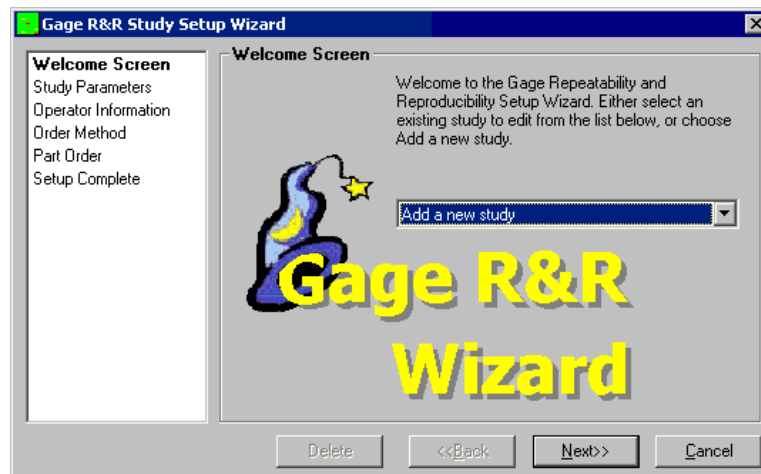 Gage R&R Study Setup Wizard
Welcome Screen
Study Parameters
Operator Information
Order Method
Part Order
Setup Complete
Welcome Screen
Welcome to the Gage Repeatability and
Reproducibility Setup Wizard. Either select an
existing study to edit from the list below, or choose
Add a new study.
Add a new study
Gage R&R
Wizard
Delete
<<Back
Next>>
Cancel